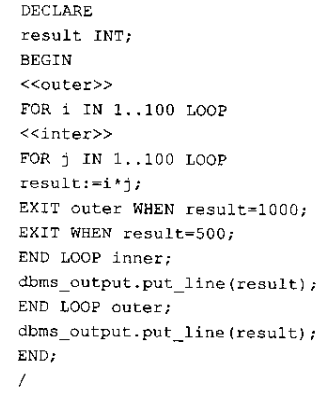 DECLARE
result INT;
BEGIN
<<outer>>
FOR i IN 1..100 LOOP
<<inter>>
FOR j IN 1..100 LOOP
result:=i*j;
EXIT outer WHEN result=1000;
EXIT WHEN result=500;
END LOOP inner;
dbms_output.put_line(result);
END LOOP outer;
dbms_output.put_line(result);
END;
/